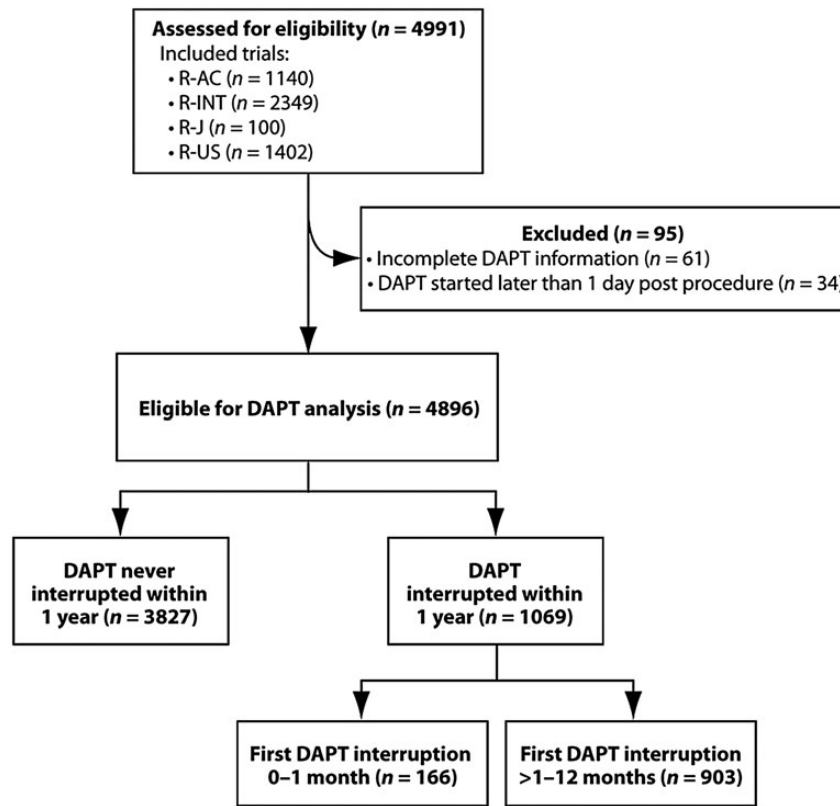 Assessed for eligibility (n = 4991)
Included trials:
• R-AC (n = 1140)
• R-INT (n = 2349)
• R-J (n = 100)
• R-US (n = 1402)
Excluded (n = 95)
• Incomplete DAPT information (n = 61)
• DAPT started later than 1 day post procedure (n = 34)
Eligible for DAPT analysis (n = 4896)
DAPT never
interrupted within
1 year (n = 3827)
DAPT
interrupted within
1 year (n = 1069)
First DAPT interruption
0–1 month (n = 166)
First DAPT interruption
>1–12 months (n = 903)